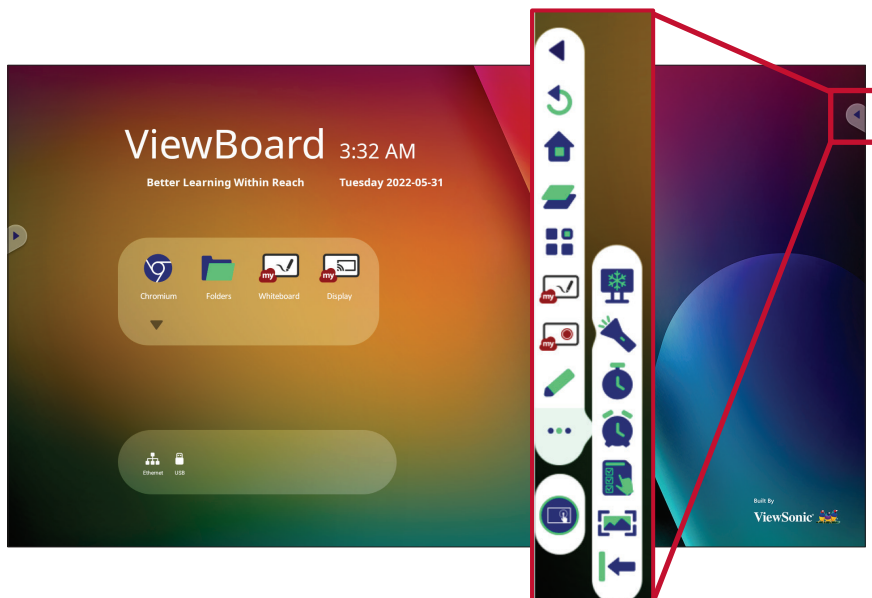 ViewBoard 3:32 AM
Better Learning Within Reach Tuesday 2022-05-31
Chromium Folders Whiteboard Display
my my
my
my
Ethernet USB
Built By
ViewSonic